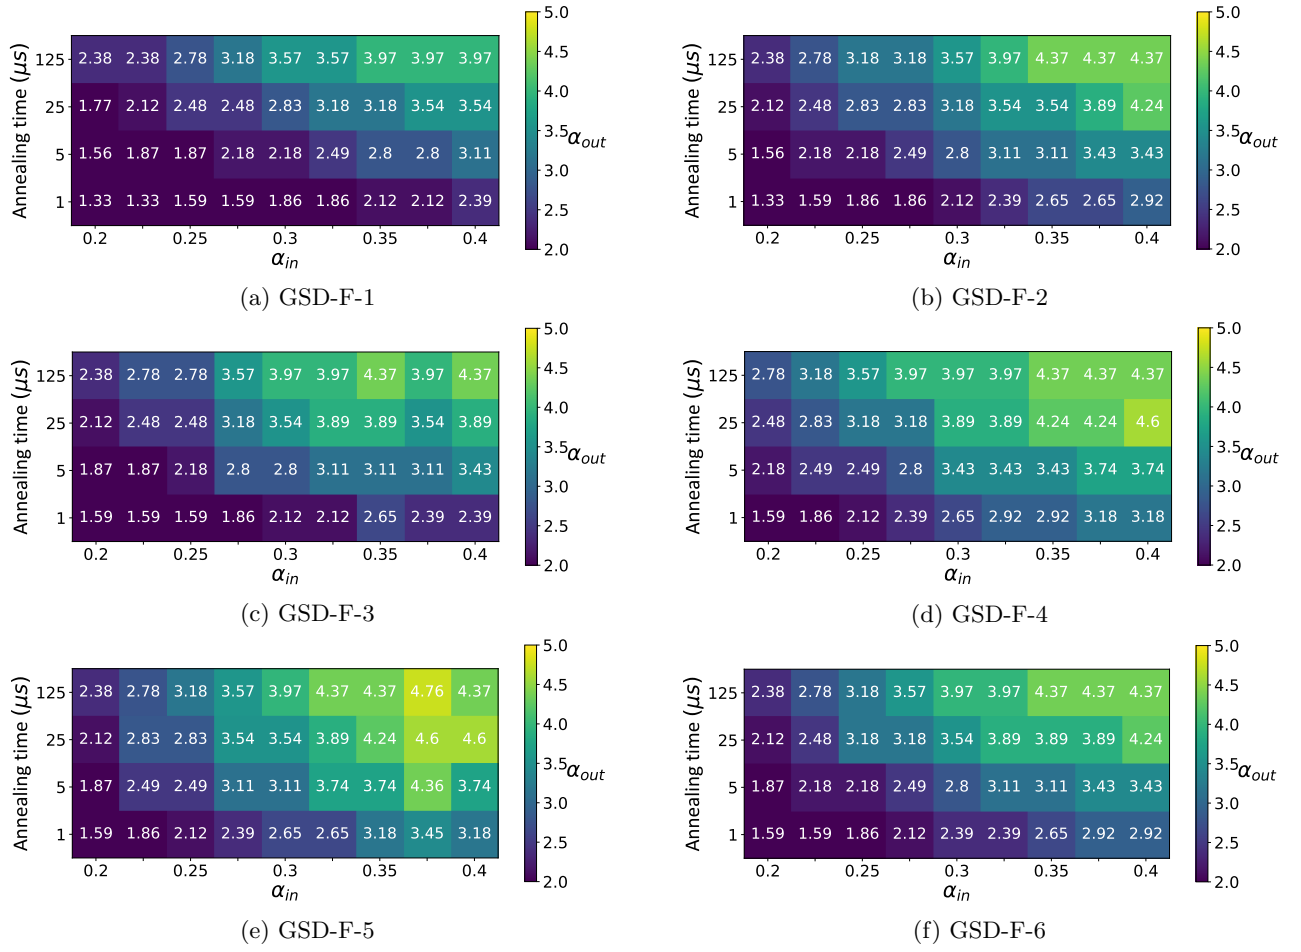 Annealing time (μs)
125 2.38 2.38 2.78 3.18 3.57 3.57 3.97 3.97 3.97
25 1.77 2.12 2.48 2.48 2.83 3.18 3.18 3.54 3.54
5 1.56 1.87 1.87 2.18 2.18 2.49 2.8 2.8 3.11
1 1.33 1.33 1.59 1.59 1.86 1.86 2.12 2.12 2.39
0.2 0.25 0.3 0.35 0.4
α_in
5.0
4.5
4.0
3.5
3.0
2.5
2.0
α_out
(a) GSD-F-1
Annealing time (μs)
125 2.38 2.78 3.18 3.18 3.57 3.97 4.37 4.37 4.37
25 2.12 2.48 2.83 2.83 3.18 3.54 3.54 3.89 4.24
5 1.56 2.18 2.18 2.49 2.8 3.11 3.11 3.43 3.43
1 1.33 1.59 1.86 1.86 2.12 2.39 2.65 2.65 2.92
0.2 0.25 0.3 0.35 0.4
α_in
5.0
4.5
4.0
3.5
3.0
2.5
2.0
α_out
(b) GSD-F-2
Annealing time (μs)
125 2.38 2.78 2.78 3.57 3.97 3.97 4.37 3.97 4.37
25 2.12 2.48 2.48 3.18 3.54 3.89 3.89 3.54 3.89
5 1.87 1.87 2.18 2.8 2.8 3.11 3.11 3.11 3.43
1 1.59 1.59 1.59 1.86 2.12 2.12 2.65 2.39 2.39
0.2 0.25 0.3 0.35 0.4
α_in
5.0
4.5
4.0
3.5
3.0
2.5
2.0
α_out
(c) GSD-F-3
Annealing time (μs)
125 2.78 3.18 3.57 3.97 3.97 3.97 4.37 4.37 4.37
25 2.48 2.83 3.18 3.18 3.89 3.89 4.24 4.24 4.6
5 2.18 2.49 2.49 2.8 3.43 3.43 3.43 3.74 3.74
1 1.59 1.86 2.12 2.39 2.65 2.92 2.92 3.18 3.18
0.2 0.25 0.3 0.35 0.4
α_in
5.0
4.5
4.0
3.5
3.0
2.5
2.0
α_out
(d) GSD-F-4
Annealing time (μs)
125 2.38 2.78 3.18 3.57 3.97 4.37 4.37 4.76 4.37
25 2.12 2.83 2.83 3.54 3.54 3.89 4.24 4.6 4.6
5 1.87 2.49 2.49 3.11 3.11 3.74 3.74 4.36 3.74
1 1.59 1.86 2.12 2.39 2.65 2.65 3.18 3.45 3.18
0.2 0.25 0.3 0.35 0.4
α_in
5.0
4.5
4.0
3.5
3.0
2.5
2.0
α_out
(e) GSD-F-5
Annealing time (μs)
125 2.38 2.78 3.18 3.57 3.97 3.97 4.37 4.37 4.37
25 2.12 2.48 3.18 3.18 3.54 3.89 3.89 3.89 4.24
5 1.87 2.18 2.18 2.49 2.8 3.11 3.11 3.43 3.43
1 1.59 1.59 1.86 2.12 2.39 2.39 2.65 2.92 2.92
0.2 0.25 0.3 0.35 0.4
α_in
5.0
4.5
4.0
3.5
3.0
2.5
2.0
α_out
(f) GSD-F-6